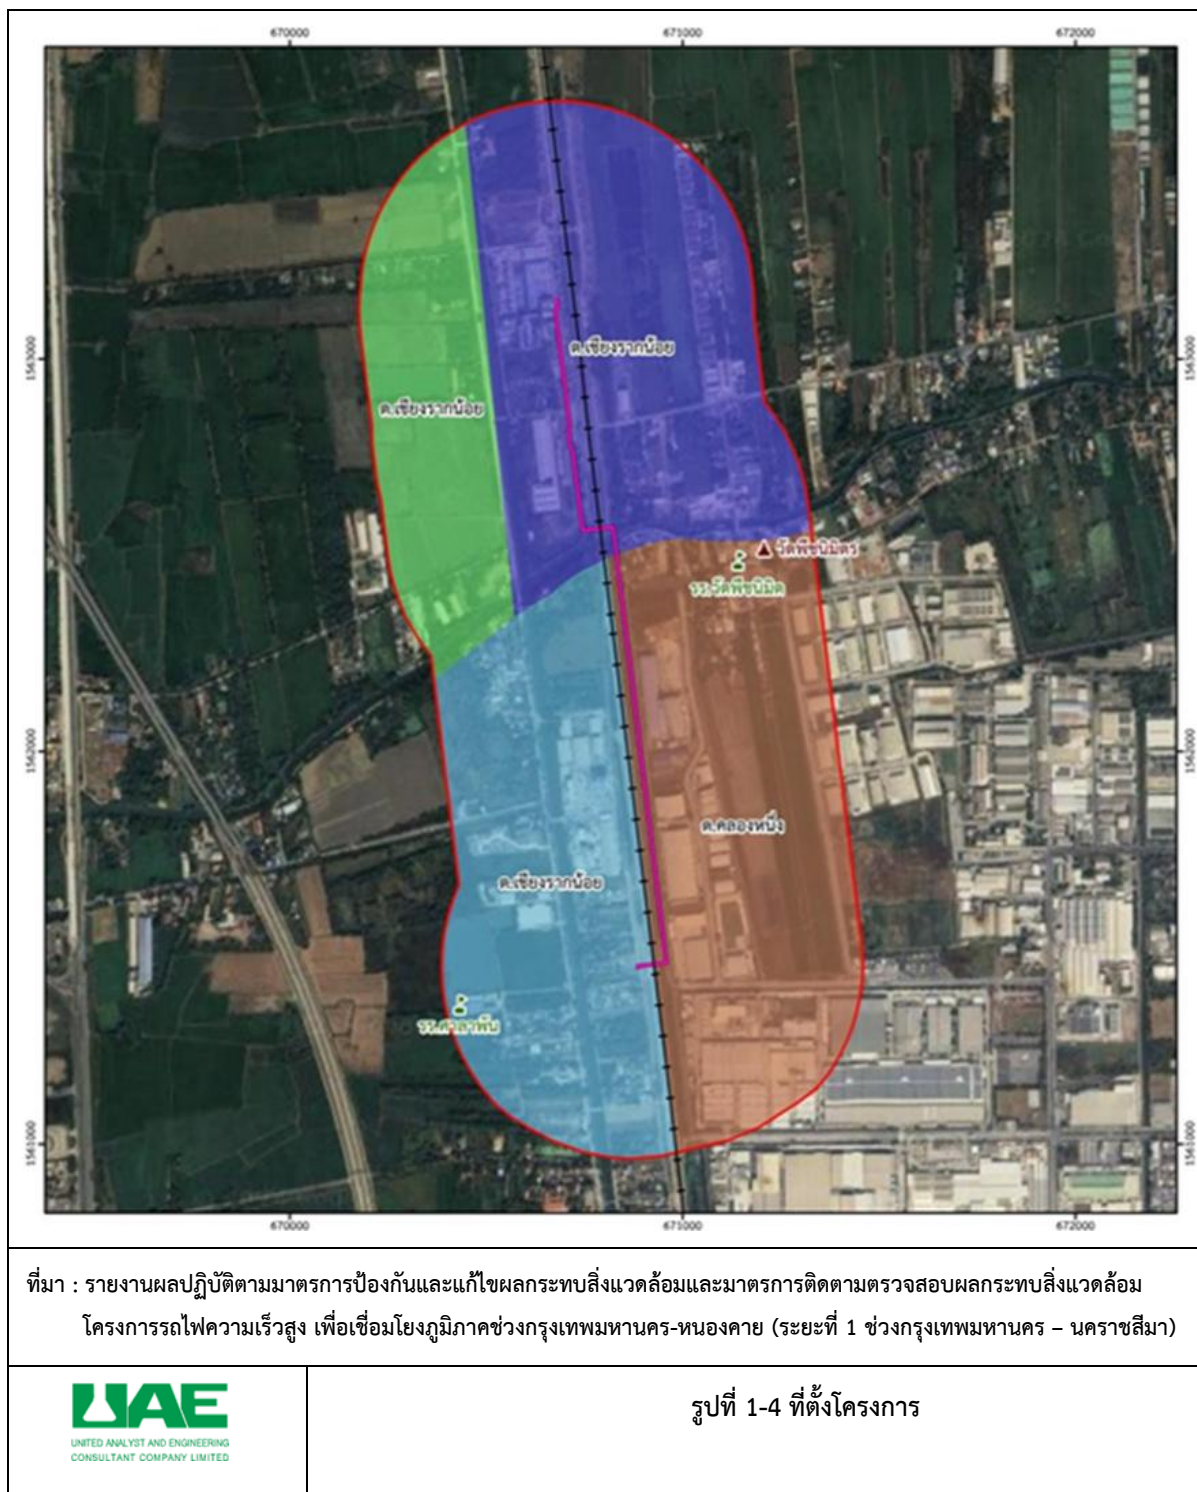 670000 671000 672000
1563000 1563000
ต.เชียงรากน้อย
ต.เชียงรากน้อย
วัดพืชนิมิตร
รร.วัดพืชนิมิต
1562000 1562000
ต.คลองหนึ่ง
ต.เชียงรากน้อย
รร.ศาลาพัน
1561000 1561000
670000 671000 672000
ที่มา : รายงานผลปฏิบัติตามมาตรการป้องกันและแก้ไขผลกระทบสิ่งแวดล้อมและมาตรการติดตามตรวจสอบผลกระทบสิ่งแวดล้อม
โครงการรถไฟความเร็วสูง เพื่อเชื่อมโยงภูมิภาคช่วงกรุงเทพมหานคร-หนองคาย (ระยะที่ 1 ช่วงกรุงเทพมหานคร – นคราชสีมา)
UAE
UNITED ANALYST AND ENGINEERING
CONSULTANT COMPANY LIMITED
รูปที่ 1-4 ที่ตั้งโครงการ